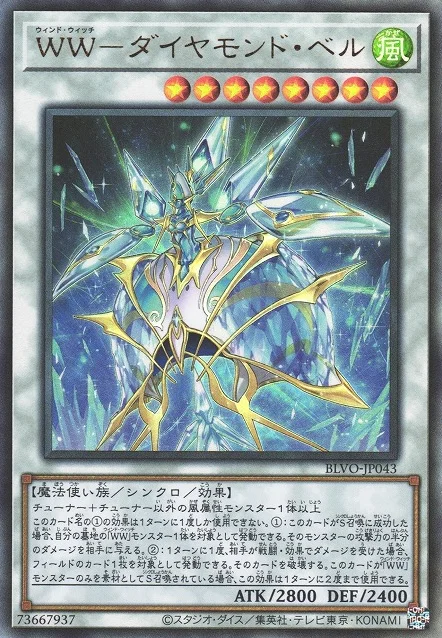 ウィンド・ウィッチ
WW－ダイヤモンド・ベル
かぜ
風
BLVO-JP043
【魔法使い族／シンクロ／効果】
チューナー＋チューナー以外の風属性モンスター1体以上
このカード名の①の効果は1ターンに1度しか使用できない。①：このカードがS召喚に成功し
た場合、自分の墓地の「WW」モンスター1体を対象として発動できる。そのモンスターの攻撃力の半分
のダメージを相手に与える。②：1ターンに1度、相手が戦闘・効果でダメージを受けた場合、
フィールドのカード1枚を対象として発動できる。そのカードを破壊する。このカードが「WW」
モンスターのみを素材としてS召喚されている場合、この効果は1ターンに2度まで使用できる。
ATK/2800 DEF/2400
73667937
©スタジオ・ダイス／集英社・テレビ東京・KONAMI